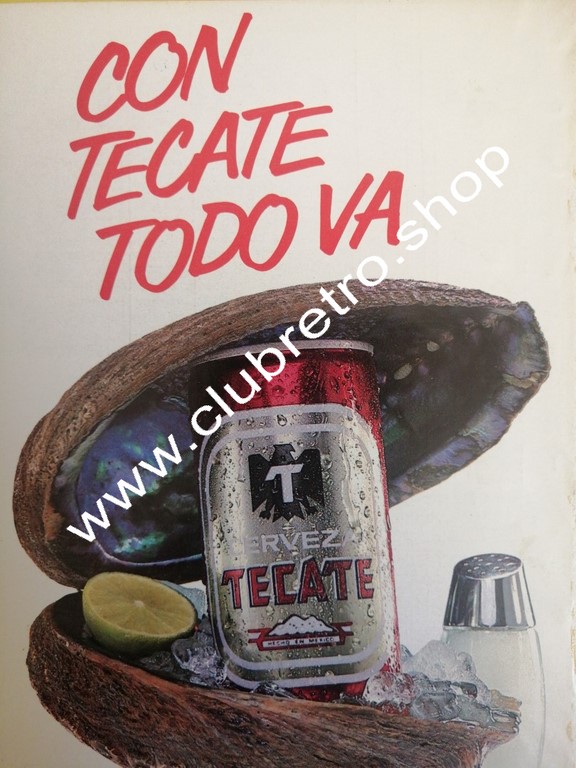 CON
TECATE
TODO VA
www.clubretro.shop
T
CERVEZA
TECATE
HECHO EN MEXICO